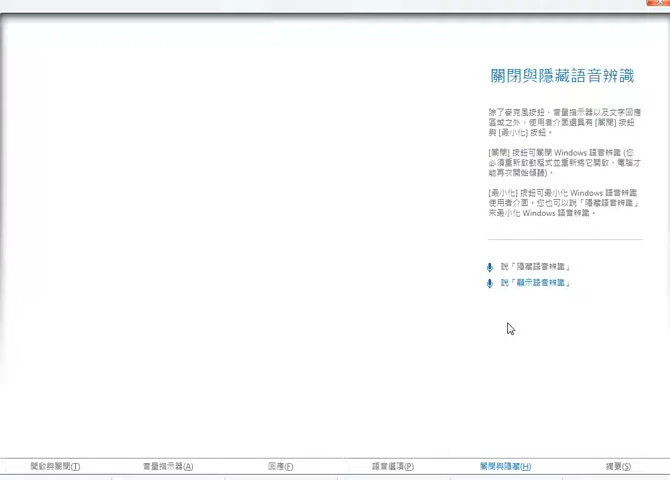 關閉與隱藏語音辨識
除了麥克風按鈕、音量指示器以及文字回應
區域之外，使用者介面還具有 [關閉] 按鈕
與 [最小化] 按鈕。
[關閉] 按鈕可關閉 Windows 語音辨識 (您
必須重新啟動程式並重新將它開啟，電腦才
能再次開始傾聽)。
[最小化] 按鈕可最小化 Windows 語音辨識
使用者介面。您也可以說「隱藏語音辨識」
來最小化 Windows 語音辨識。
說「隱藏語音辨識」
說「顯示語音辨識」
開啟與關閉(T)
音量指示器(A)
回應(F)
語音選項(P)
關閉與隱藏(H)
摘要(S)